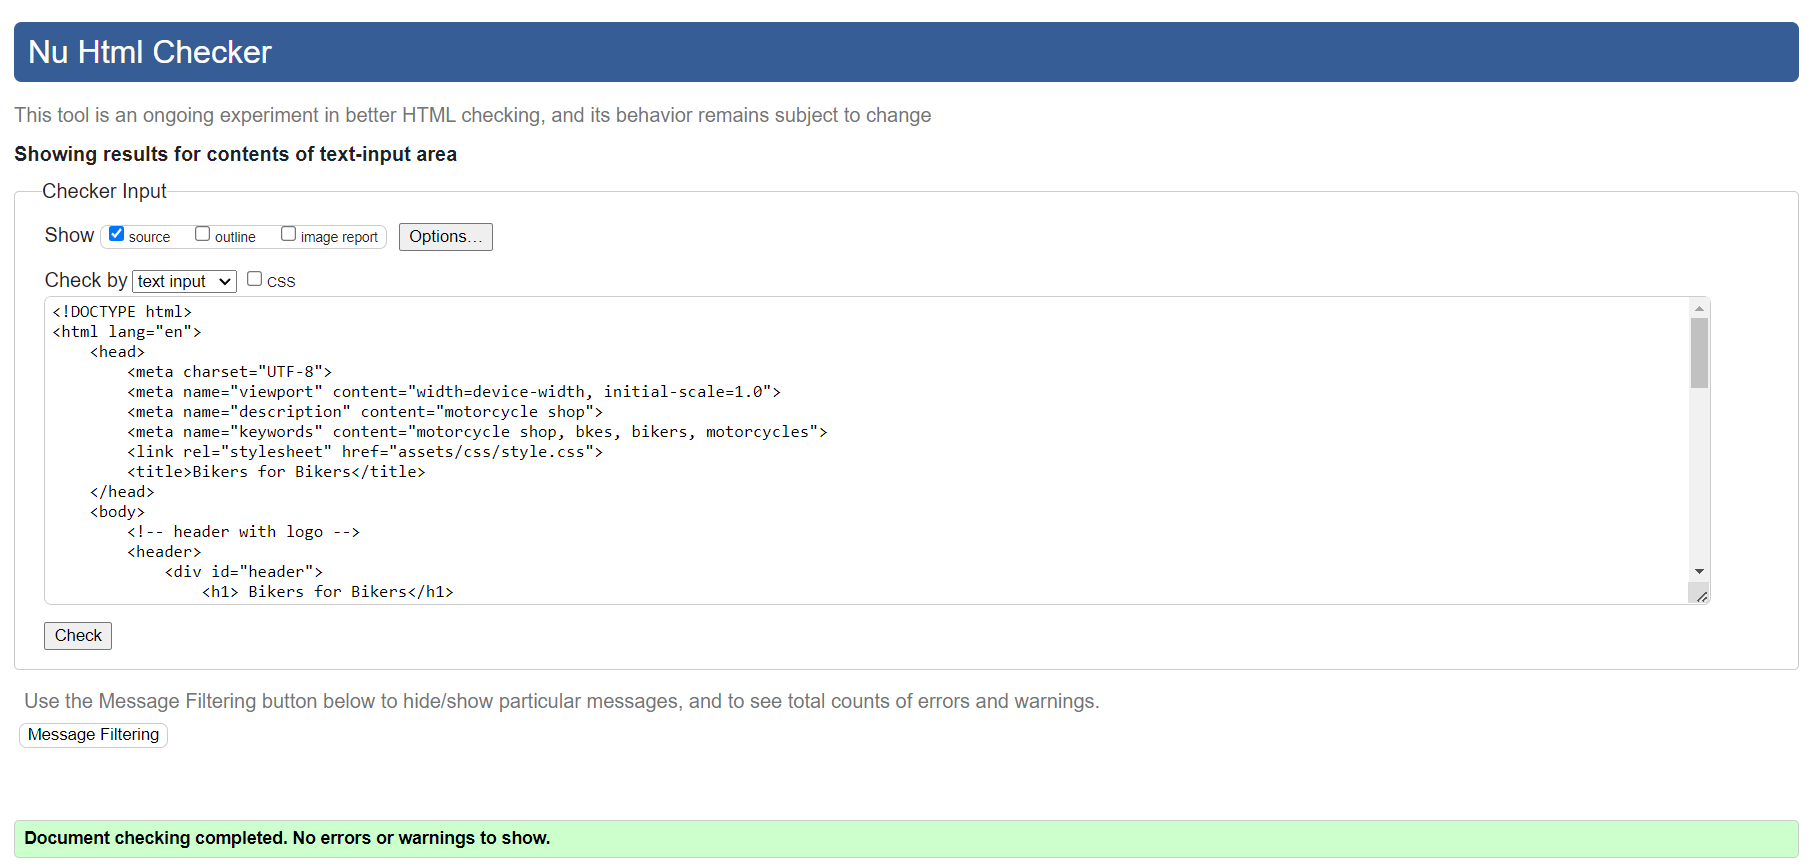 Nu Html Checker
This tool is an ongoing experiment in better HTML checking, and its behavior remains subject to change
Showing results for contents of text-input area
Checker Input
Show source outline image report Options...
Check by text input CSS
<!DOCTYPE html>
<html lang="en">
    <head>
        <meta charset="UTF-8">
        <meta name="viewport" content="width=device-width, initial-scale=1.0">
        <meta name="description" content="motorcycle shop">
        <meta name="keywords" content="motorcycle shop, bkes, bikers, motorcycles">
        <link rel="stylesheet" href="assets/css/style.css">
        <title>Bikers for Bikers</title>
    </head>
    <body>
        <!-- header with logo -->
        <header>
            <div id="header">
                <h1> Bikers for Bikers</h1>
Check
Use the Message Filtering button below to hide/show particular messages, and to see total counts of errors and warnings.
Message Filtering
Document checking completed. No errors or warnings to show.